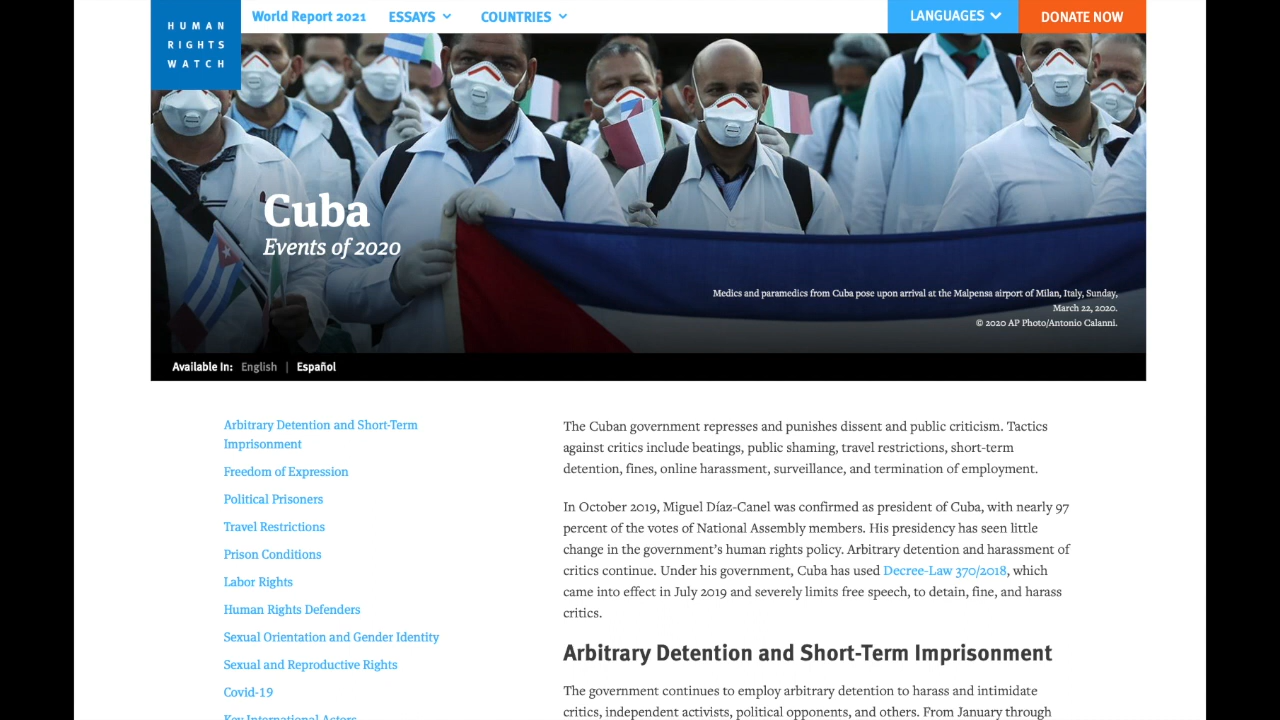 HUMAN
RIGHTS
WATCH
World Report 2021 ESSAYS COUNTRIES LANGUAGES DONATE NOW
Cuba
Events of 2020
Medics and paramedics from Cuba pose upon arrival at the Malpensa airport of Milan, Italy, Sunday,
March 22, 2020.
© 2020 AP Photo/Antonio Calanni.
Available In: English | Español
Arbitrary Detention and Short-Term
Imprisonment
Freedom of Expression
Political Prisoners
Travel Restrictions
Prison Conditions
Labor Rights
Human Rights Defenders
Sexual Orientation and Gender Identity
Sexual and Reproductive Rights
Covid-19
Key International Actors
The Cuban government represses and punishes dissent and public criticism. Tactics
against critics include beatings, public shaming, travel restrictions, short-term
detention, fines, online harassment, surveillance, and termination of employment.
In October 2019, Miguel Díaz-Canel was confirmed as president of Cuba, with nearly 97
percent of the votes of National Assembly members. His presidency has seen little
change in the government's human rights policy. Arbitrary detention and harassment of
critics continue. Under his government, Cuba has used Decree-Law 370/2018, which
came into effect in July 2019 and severely limits free speech, to detain, fine, and harass
critics.
Arbitrary Detention and Short-Term Imprisonment
The government continues to employ arbitrary detention to harass and intimidate
critics, independent activists, political opponents, and others. From January through